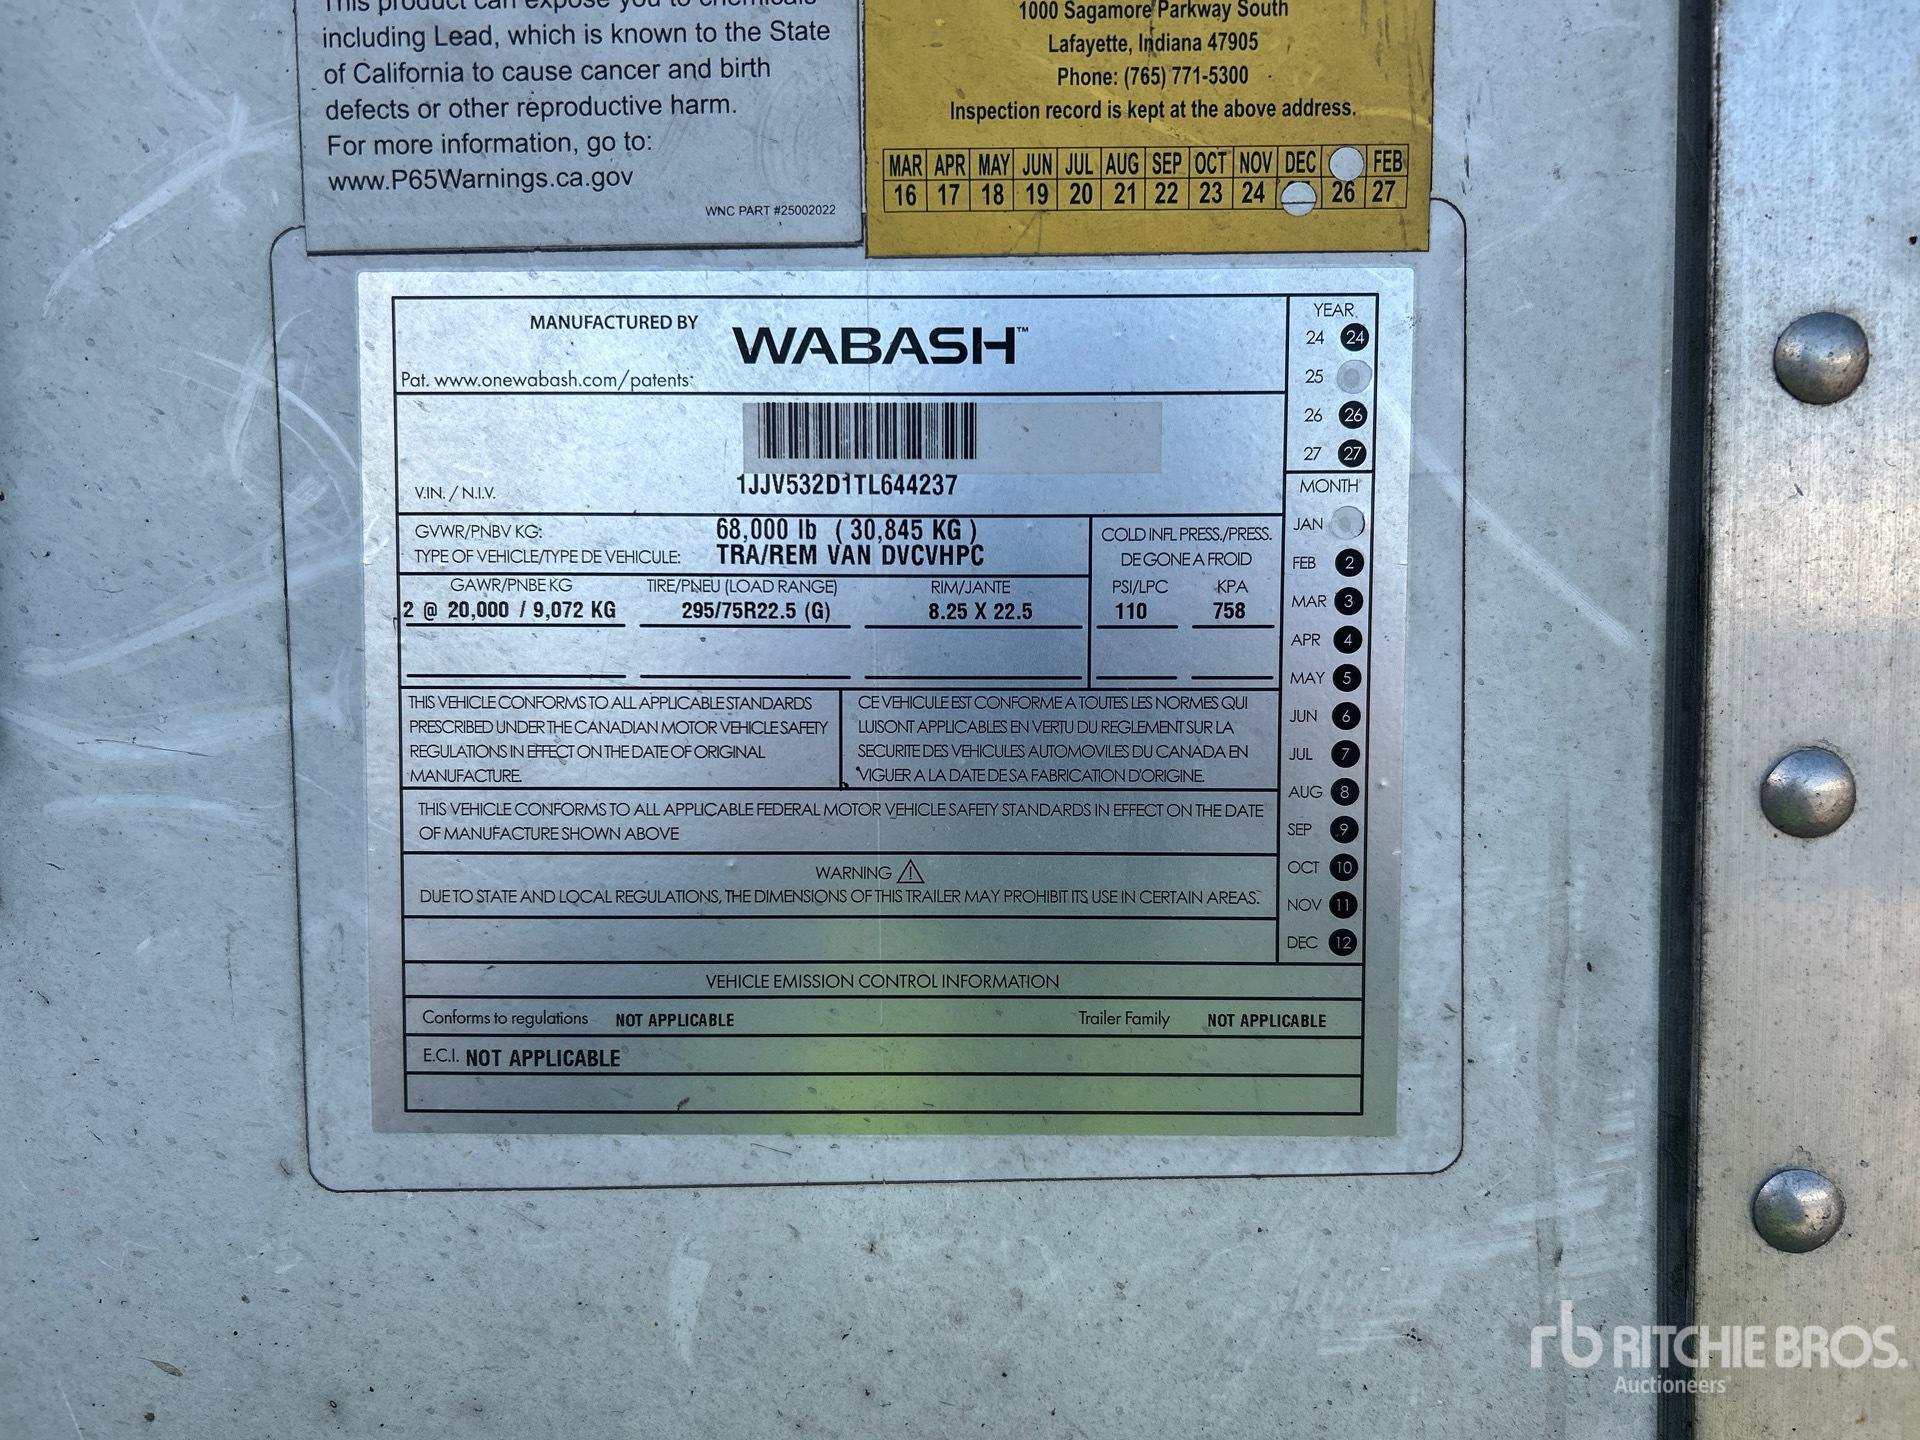 This product can expose you to chemicals
including Lead, which is known to the State
of California to cause cancer and birth
defects or other reproductive harm.
For more information, go to:
www.P65Warnings.ca.gov
WNC PART #25002022
1000 Sagamore Parkway South
Lafayette, Indiana 47905
Phone: (765) 771-5300
Inspection record is kept at the above address.
MAR APR MAY JUN JUL AUG SEP OCT NOV DEC FEB
16 17 18 19 20 21 22 23 24 26 27
MANUFACTURED BY WABASH™
Pat. www.onewabash.com/patents
V.IN. / N.I.V. 1JJV532D1TL644237
GVWR/PNBV KG: 68,000 lb ( 30,845 KG )
TYPE OF VEHICLE/TYPE DE VEHICULE: TRA/REM VAN DVCVHPC
COLD INFL PRESS./PRESS.
DE GONE A FROID
GAWR/PNBE KG TIRE/PNEU (LOAD RANGE) RIM/JANTE PSI/LPC KPA
2 @ 20,000 / 9,072 KG 295/75R22.5 (G) 8.25 X 22.5 110 758
THIS VEHICLE CONFORMS TO ALL APPLICABLE STANDARDS
PRESCRIBED UNDER THE CANADIAN MOTOR VEHICLE SAFETY
REGULATIONS IN EFFECT ON THE DATE OF ORIGINAL
MANUFACTURE.
CE VEHICULE EST CONFORME A TOUTES LES NORMES QUI
LUISONT APPLICABLES EN VERTU DU REGLEMENT SUR LA
SECURITE DES VEHICULES AUTOMOVILES DU CANADA EN
VIGUER A LA DATE DE SA FABRICATION D'ORIGINE.
THIS VEHICLE CONFORMS TO ALL APPLICABLE FEDERAL MOTOR VEHICLE SAFETY STANDARDS IN EFFECT ON THE DATE
OF MANUFACTURE SHOWN ABOVE
WARNING
DUE TO STATE AND LOCAL REGULATIONS, THE DIMENSIONS OF THIS TRAILER MAY PROHIBIT ITS USE IN CERTAIN AREAS.
VEHICLE EMISSION CONTROL INFORMATION
Conforms to regulations NOT APPLICABLE Trailer Family NOT APPLICABLE
E.C.I. NOT APPLICABLE
YEAR
24 24
25
26 26
27 27
MONTH
JAN
FEB 2
MAR 3
APR 4
MAY 5
JUN 6
JUL 7
AUG 8
SEP 9
OCT 10
NOV 11
DEC 12
rb RITCHIE BROS.
Auctioneers